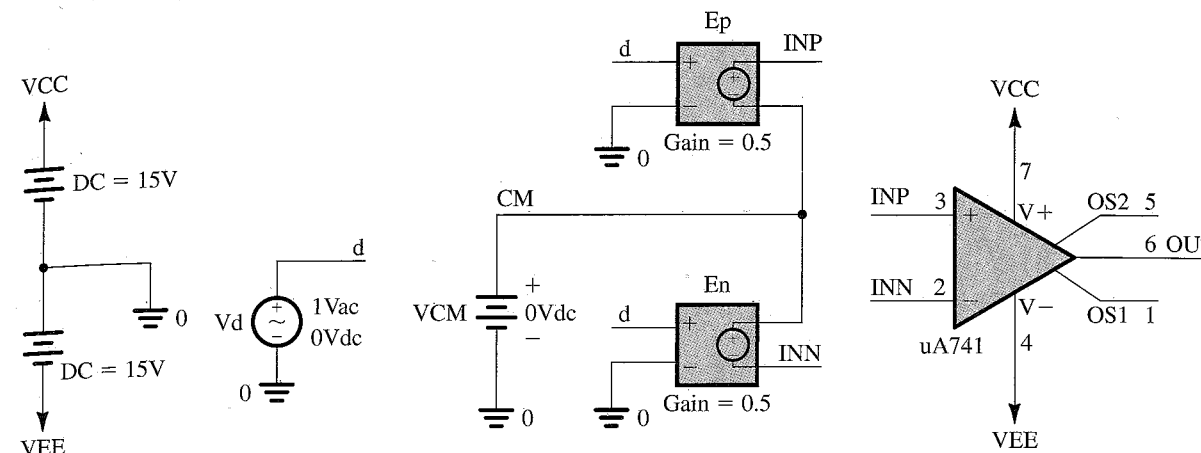 VCC
DC = 15V
0
DC = 15V
VEE
d
Vd
+
~
−
1Vac
0Vdc
0
Ep
d
+
−
+
−
INP
0
Gain = 0.5
CM
VCM
+
0Vdc
−
0
En
d
+
−
+
−
INN
0
Gain = 0.5
VCC
7
INP 3
+
V+
OS2 5
6 OU
INN 2
−
V−
OS1 1
uA741
4
VEE